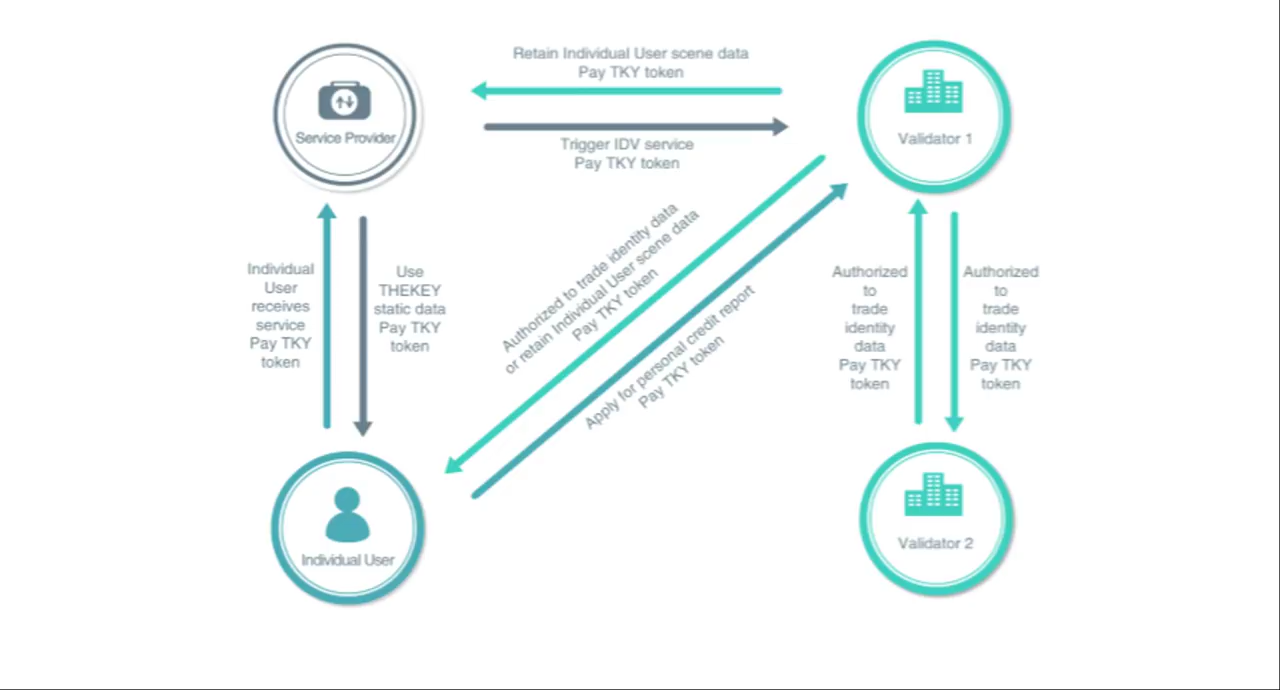 Retain Individual User scene data
Pay TKY token
Service Provider
Validator 1
Trigger IDV service
Pay TKY token
Individual
User
receives
service
Pay TKY
token
Use
THEKEY
static data
Pay TKY
token
Authorized to trade identity data
or retain Individual User scene data
Pay TKY token
Apply for personal credit report
Pay TKY token
Authorized
to
trade
identity
data
Pay TKY
token
Authorized
to
trade
identity
data
Pay TKY
token
Individual User
Validator 2